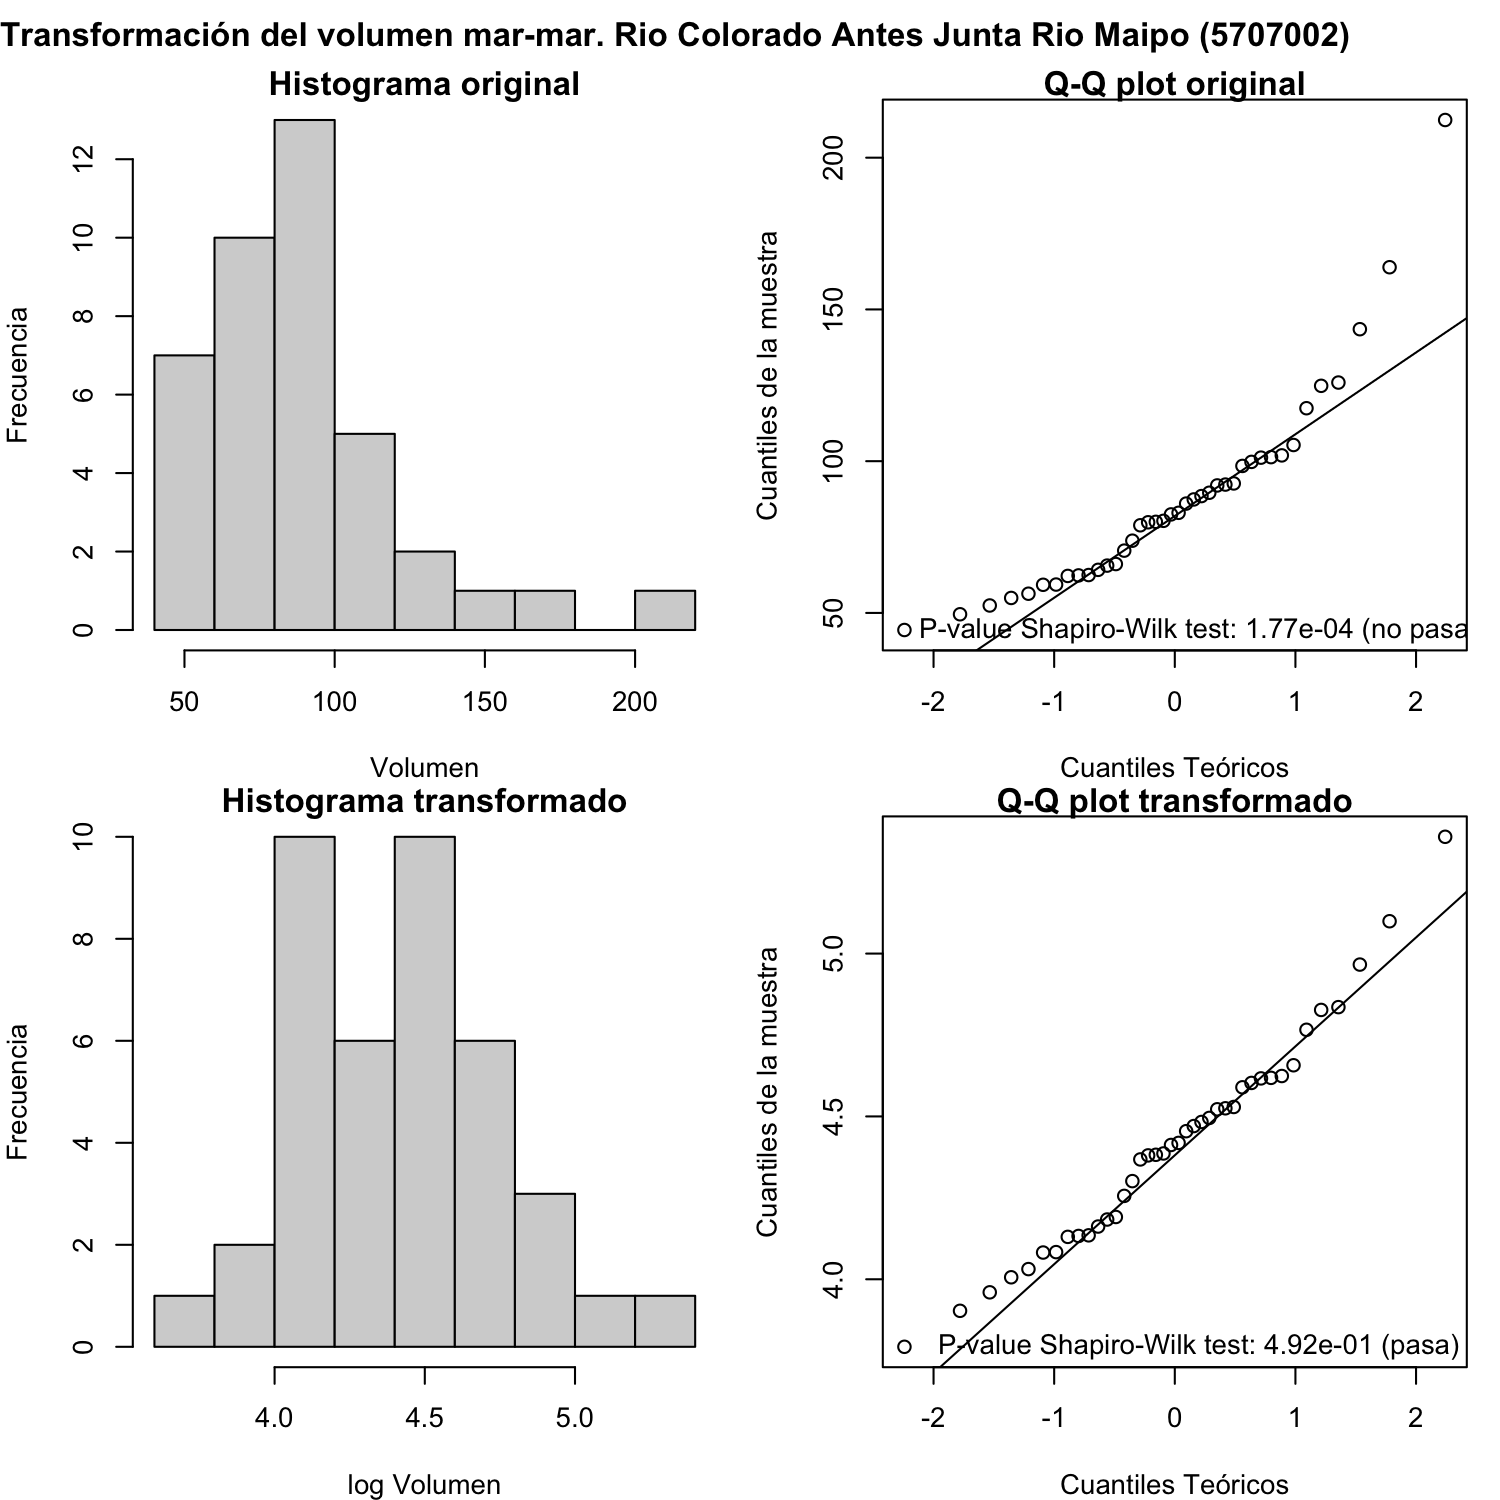 Transformación del volumen mar-mar. Rio Colorado Antes Junta Rio Maipo (5707002)
Histograma original
Frecuencia
0 2 4 6 8 10 12
50 100 150 200
Volumen
Q-Q plot original
Cuantiles de la muestra
50 100 150 200
P-value Shapiro-Wilk test: 1.77e-04 (no pasa
-2 -1 0 1 2
Cuantiles Teóricos
Histograma transformado
Frecuencia
0 2 4 6 8 10
4.0 4.5 5.0
log Volumen
Q-Q plot transformado
Cuantiles de la muestra
4.0 4.5 5.0
P-value Shapiro-Wilk test: 4.92e-01 (pasa)
-2 -1 0 1 2
Cuantiles Teóricos